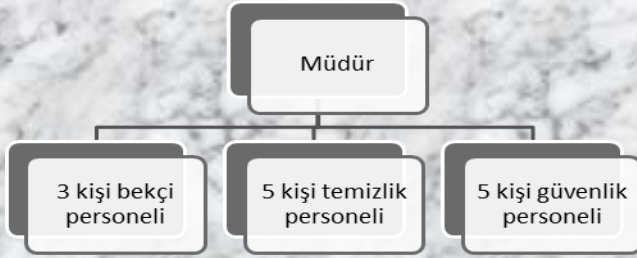 Müdür
3 kişi bekçi
personeli
5 kişi temizlik
personeli
5 kişi güvenlik
personeli